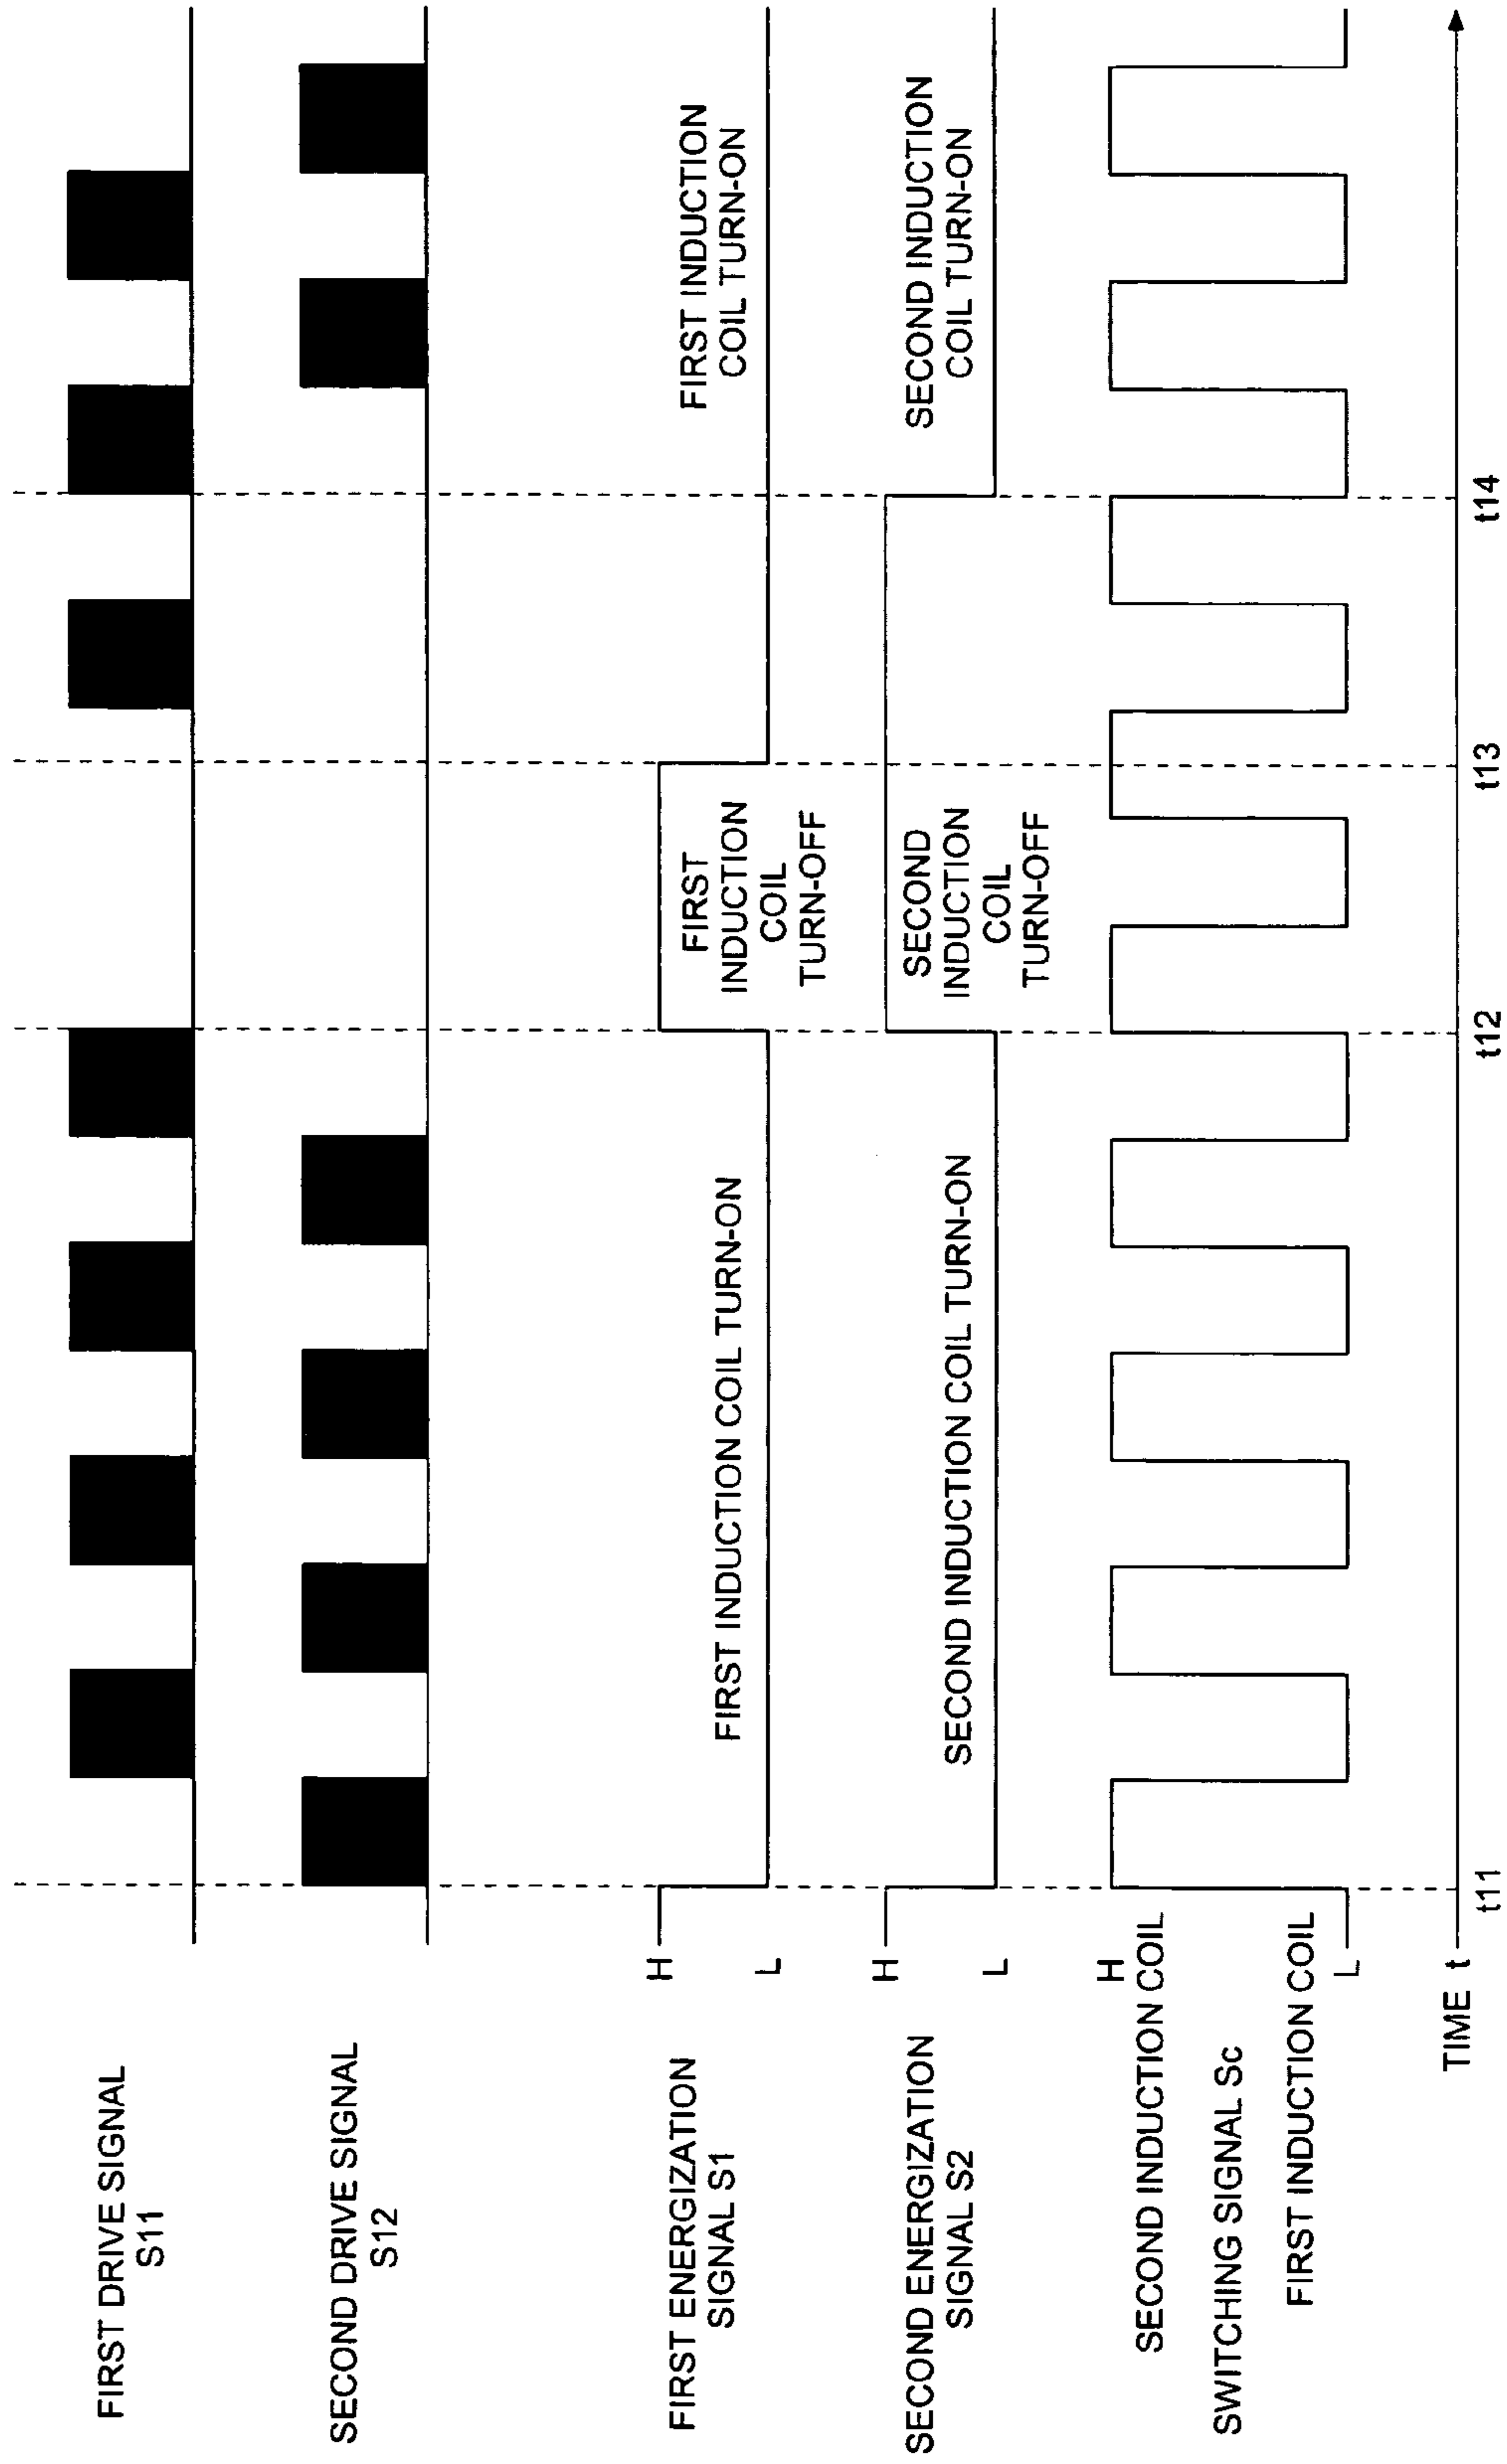 FIRST DRIVE SIGNAL
S11
SECOND DRIVE SIGNAL
S12
FIRST ENERGIZATION
SIGNAL S1
H
L
FIRST INDUCTION COIL TURN-ON
FIRST
INDUCTION
COIL
TURN-OFF
FIRST INDUCTION
COIL TURN-ON
SECOND ENERGIZATION
SIGNAL S2
H
L
SECOND INDUCTION COIL TURN-ON
SECOND
INDUCTION
COIL
TURN-OFF
SECOND INDUCTION
COIL TURN-ON
H
SECOND INDUCTION COIL
SWITCHING SIGNAL Sc
FIRST INDUCTION COIL
L
TIME t
t11
t12
t13
t14